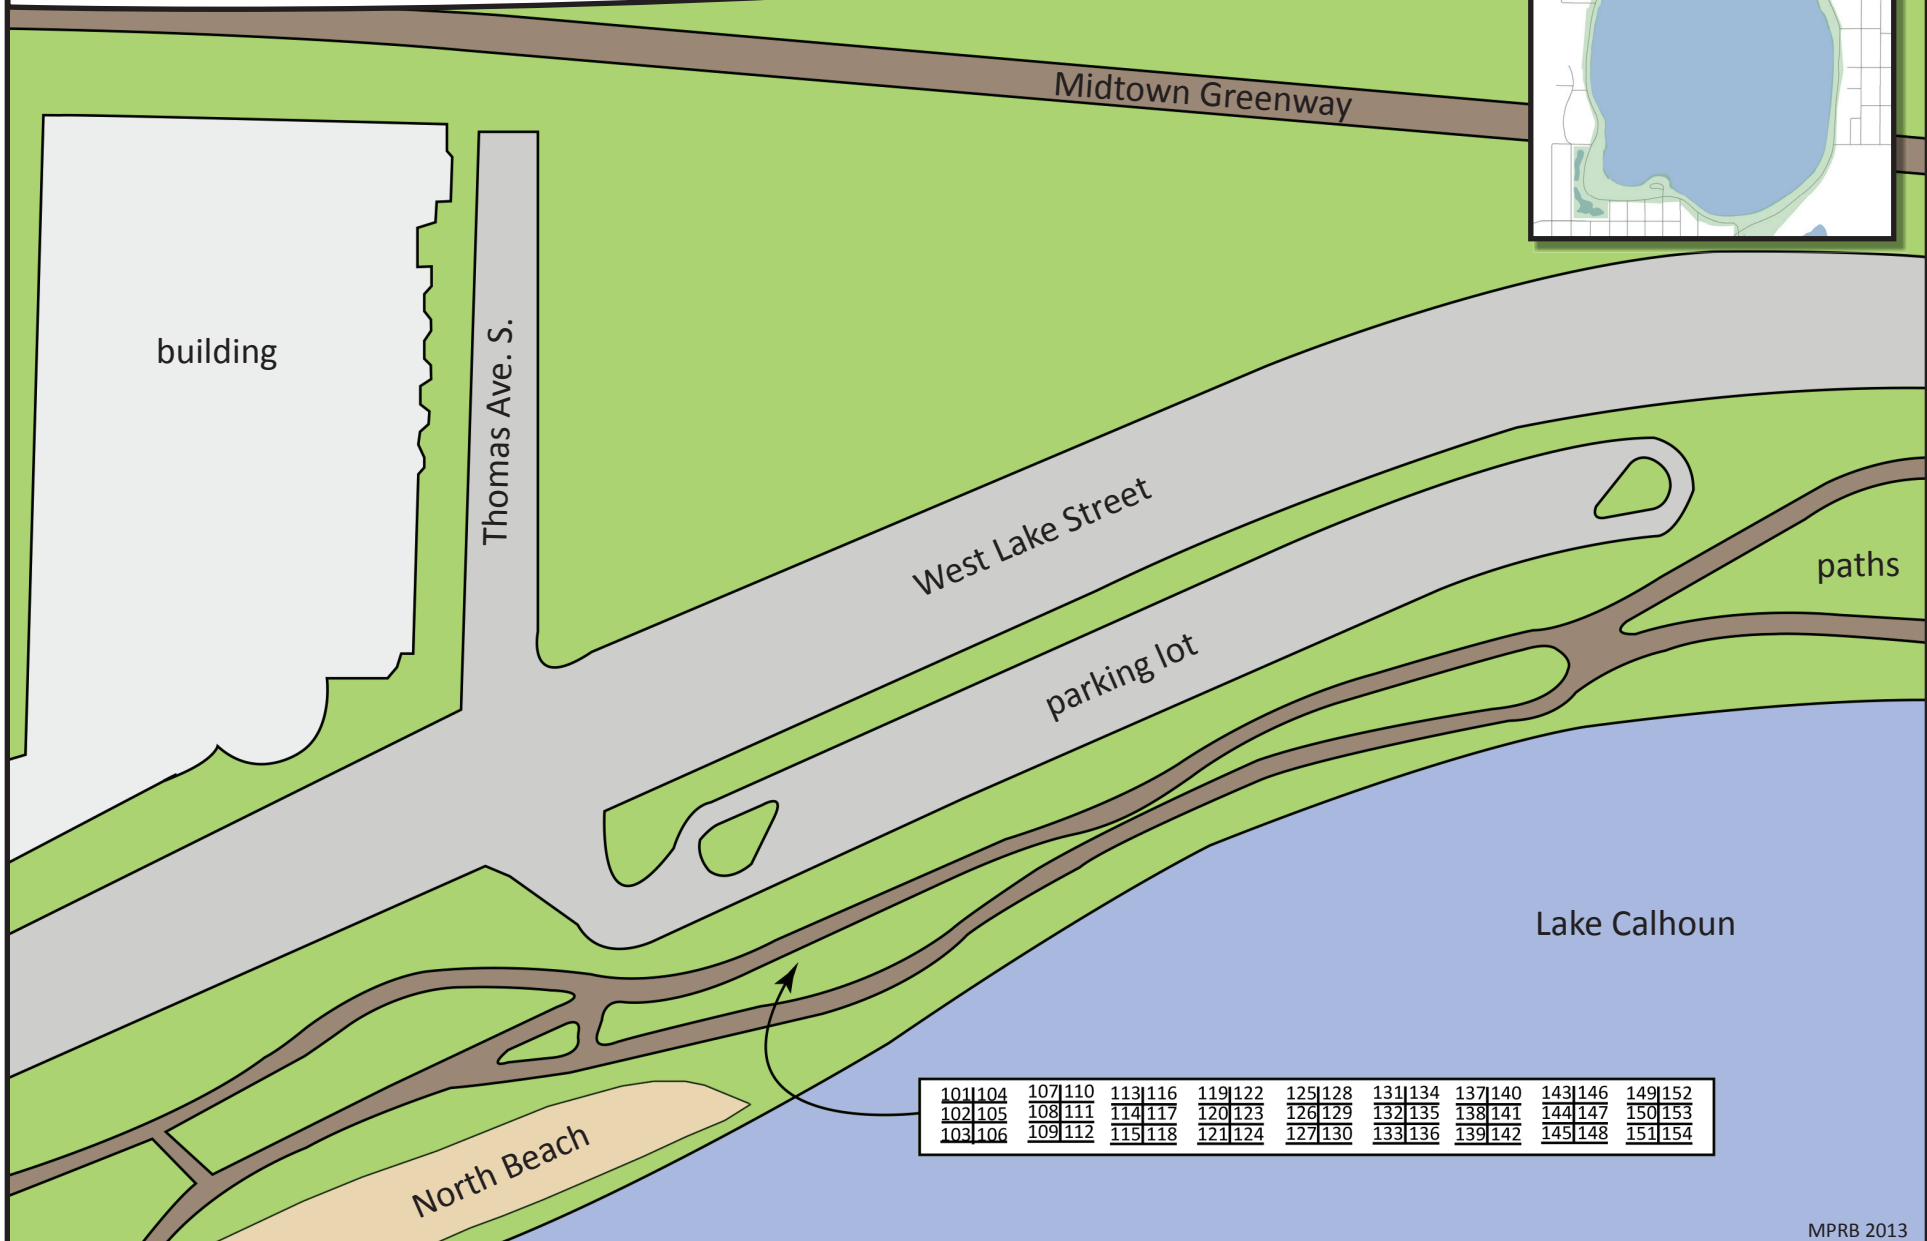 Midtown Greenway
building
Thomas Ave. S.
West Lake Street
paths
parking lot
Lake Calhoun
101 104 107 110 113 116 119 122 125 128 131 134 137 140 143 146 149 152
102 105 108 111 114 117 120 123 126 129 132 135 138 141 144 147 150 153
103 106 109 112 115 118 121 124 127 130 133 136 139 142 145 148 151 154
North Beach
MPRB 2013